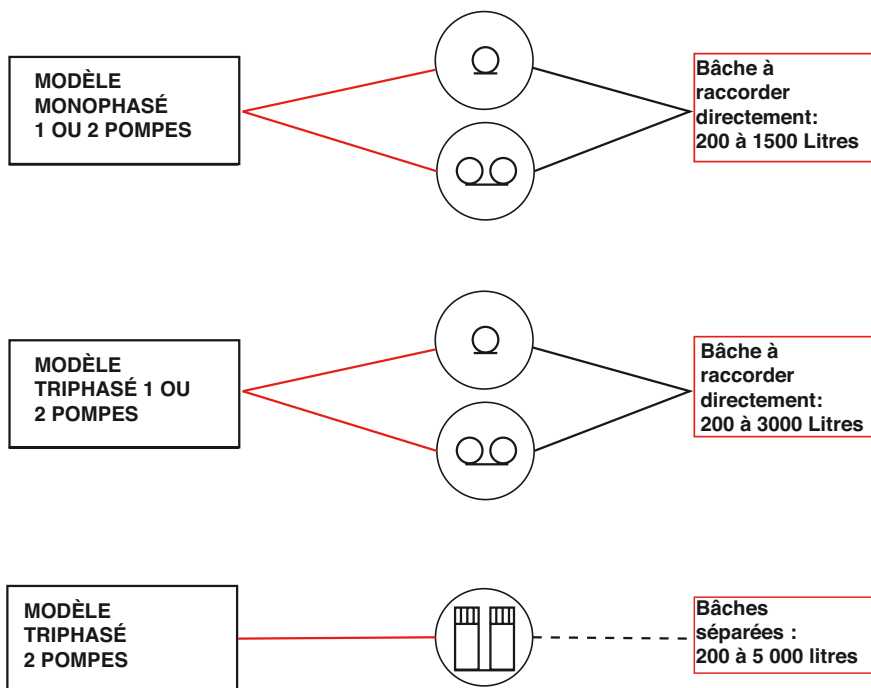 MODÈLE
MONOPHASÉ
1 OU 2 POMPES
Bâche à
raccorder
directement:
200 à 1500 Litres
MODÈLE
TRIPHASÉ 1 OU
2 POMPES
Bâche à
raccorder
directement:
200 à 3000 Litres
MODÈLE
TRIPHASÉ
2 POMPES
Bâches
séparées :
200 à 5 000 litres